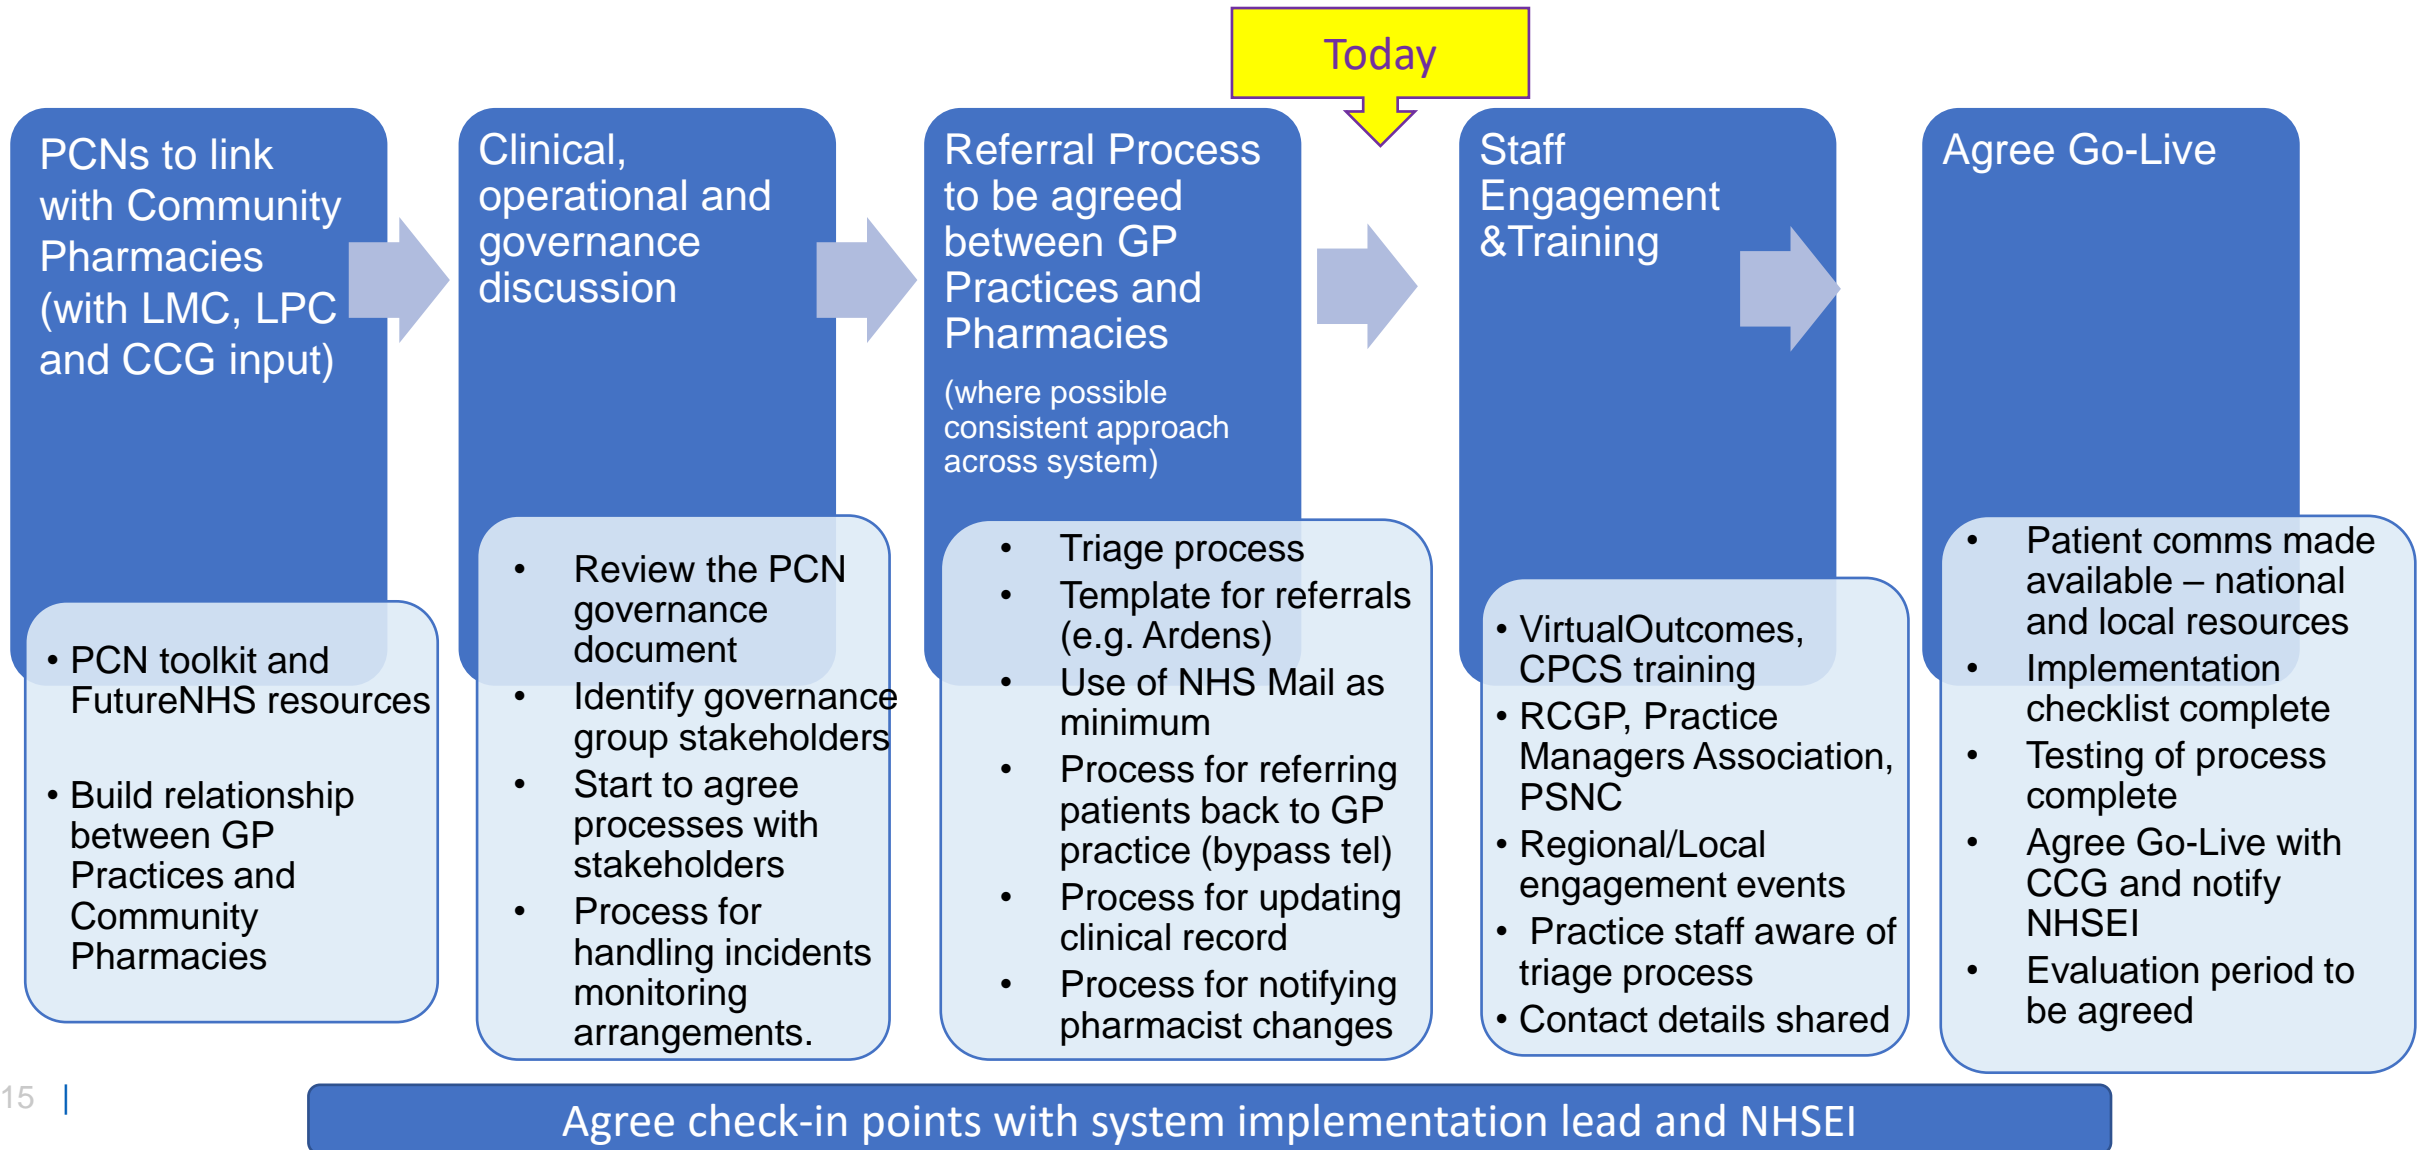 Today
PCNs to link
with Community
Pharmacies
(with LMC, LPC
and CCG input)
• PCN toolkit and
FutureNHS resources
• Build relationship
between GP
Practices and
Community
Pharmacies
Clinical,
operational and
governance
discussion
• Review the PCN
governance
document
• Identify governance
group stakeholders
• Start to agree
processes with
stakeholders
• Process for
handling incidents
monitoring
arrangements.
Referral Process
to be agreed
between GP
Practices and
Pharmacies
(where possible
consistent approach
across system)
• Triage process
• Template for referrals
(e.g. Ardens)
• Use of NHS Mail as
minimum
• Process for referring
patients back to GP
practice (bypass tel)
• Process for updating
clinical record
• Process for notifying
pharmacist changes
Staff
Engagement
&Training
• VirtualOutcomes,
CPCS training
• RCGP, Practice
Managers Association,
PSNC
• Regional/Local
engagement events
• Practice staff aware of
triage process
• Contact details shared
Agree Go-Live
• Patient comms made
available – national
and local resources
• Implementation
checklist complete
• Testing of process
complete
• Agree Go-Live with
CCG and notify
NHSEI
• Evaluation period to
be agreed
15 |
Agree check-in points with system implementation lead and NHSEI